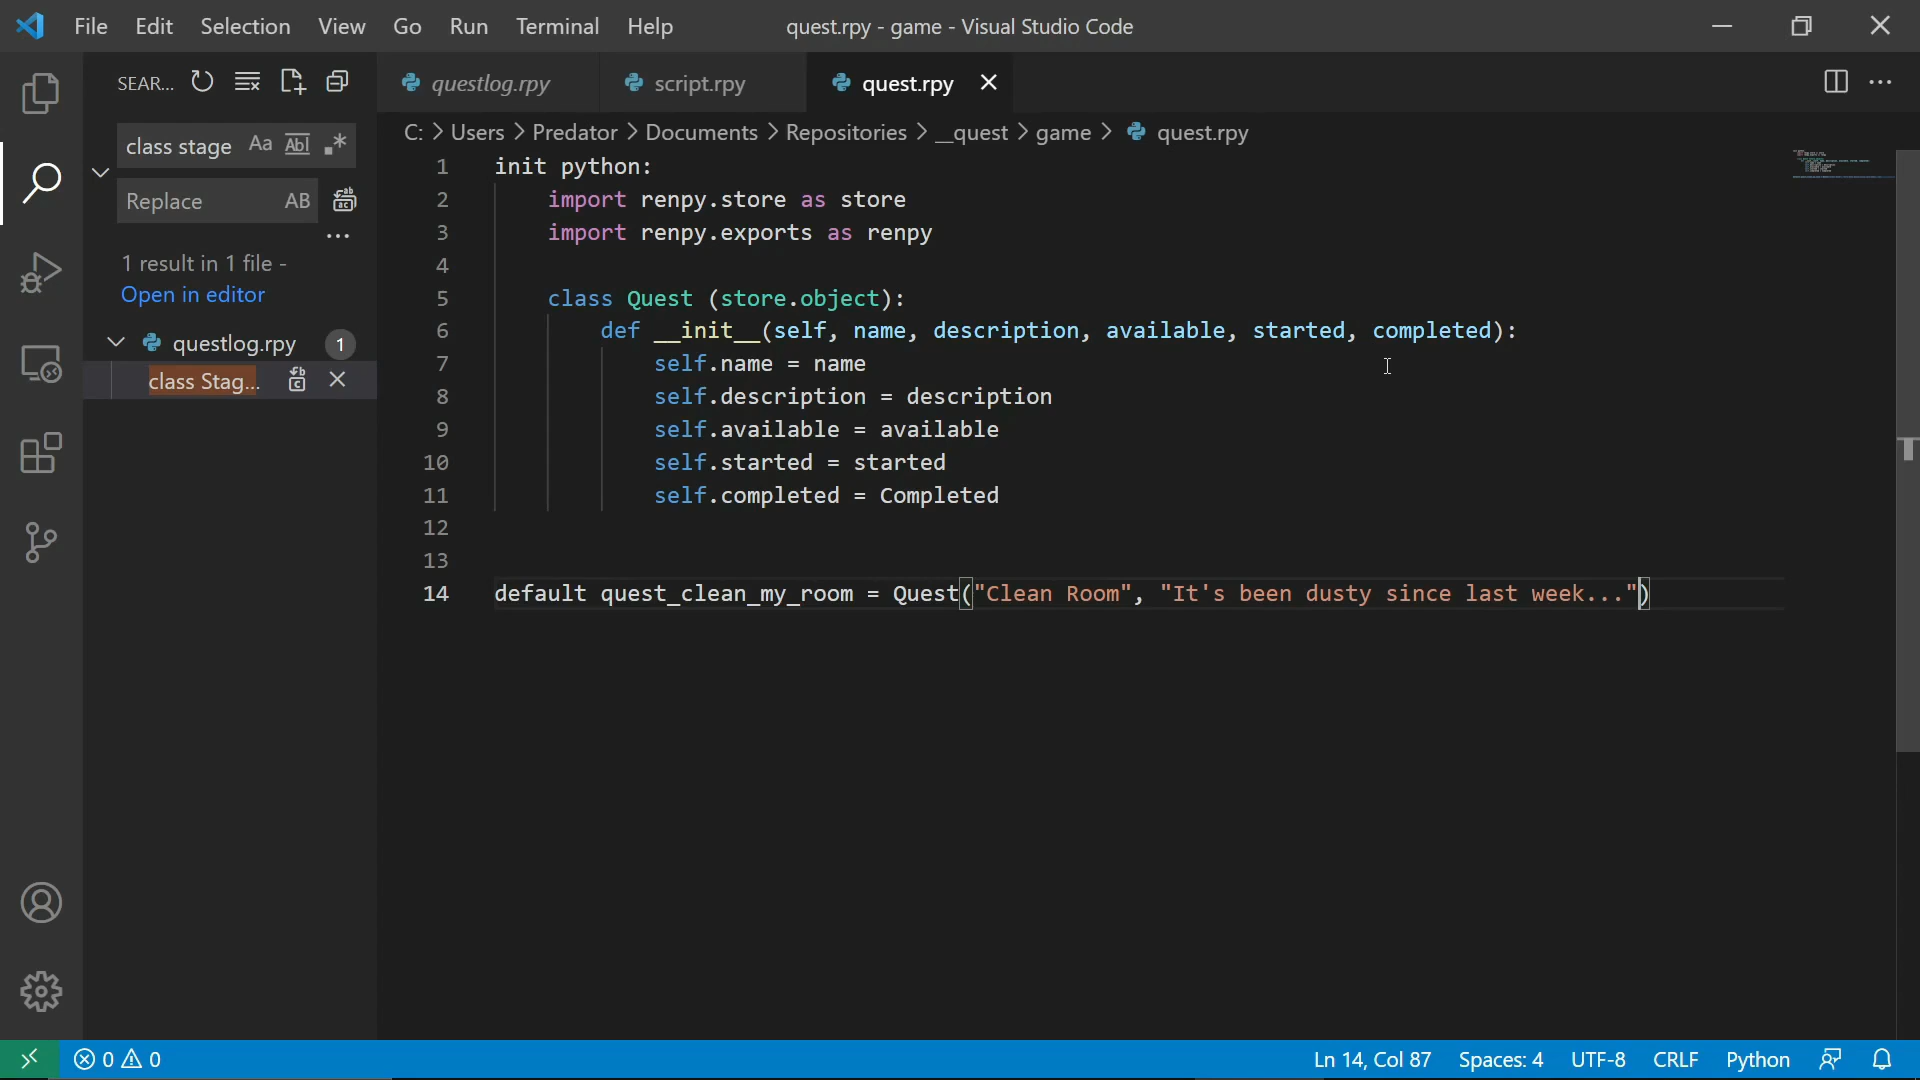 File Edit Selection View Go Run Terminal Help
quest.rpy - game - Visual Studio Code
SEAR...
class stage Aa Abl .*
Replace AB
...
1 result in 1 file -
Open in editor
questlog.rpy 1
class Stag...
questlog.rpy script.rpy quest.rpy
C: > Users > Predator > Documents > Repositories > __quest > game > quest.rpy
1 init python:
2     import renpy.store as store
3     import renpy.exports as renpy
4
5     class Quest (store.object):
6         def __init__(self, name, description, available, started, completed):
7             self.name = name
8             self.description = description
9             self.available = available
10             self.started = started
11             self.completed = Completed
12
13
14 default quest_clean_my_room = Quest("Clean Room", "It's been dusty since last week...")
0 0
Ln 14, Col 87 Spaces: 4 UTF-8 CRLF Python